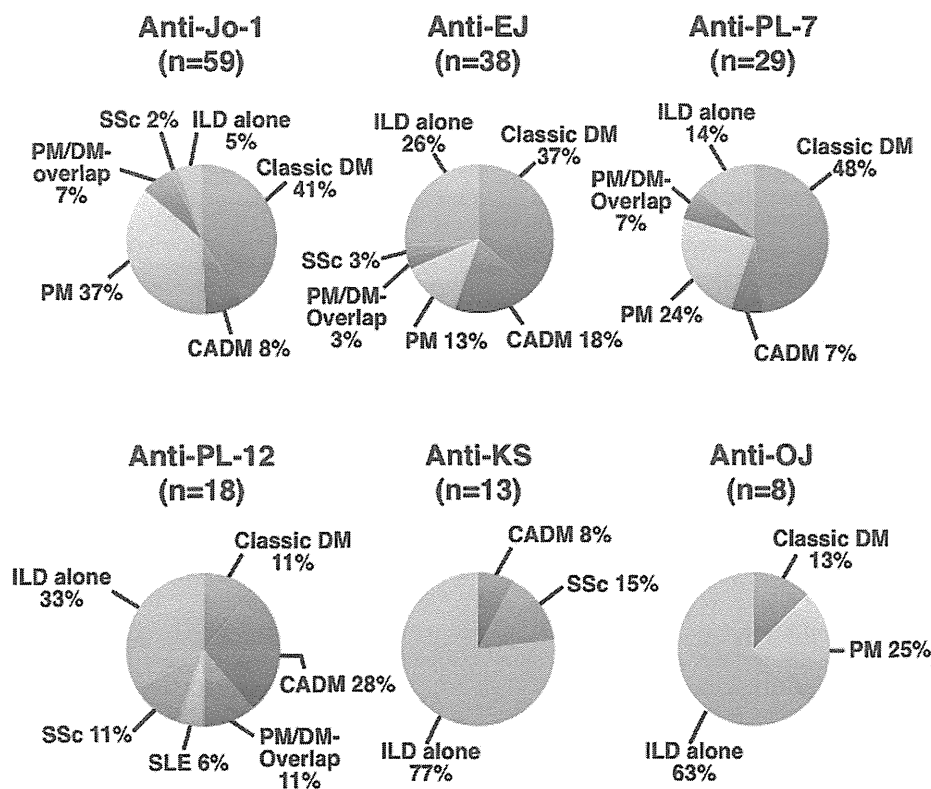 Anti-Jo-1
(n=59)
SSc 2%
ILD alone
5%
PM/DM-
overlap
7%
Classic DM
41%
PM 37%
CADM 8%
Anti-EJ
(n=38)
ILD alone
26%
Classic DM
37%
SSc 3%
PM/DM-
Overlap
3%
PM 13%
CADM 18%
Anti-PL-7
(n=29)
ILD alone
14%
Classic DM
48%
PM/DM-
Overlap
7%
PM 24%
CADM 7%
Anti-PL-12
(n=18)
Classic DM
11%
ILD alone
33%
CADM 28%
SSc 11%
SLE 6%
PM/DM-
Overlap
11%
Anti-KS
(n=13)
CADM 8%
SSc 15%
ILD alone
77%
Anti-OJ
(n=8)
Classic DM
13%
PM 25%
ILD alone
63%